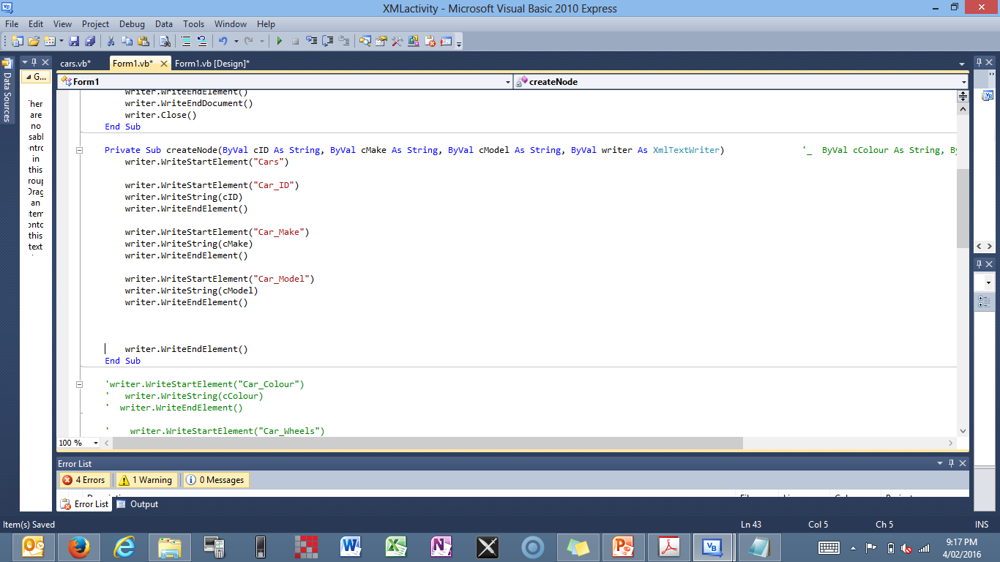 XMLactivity - Microsoft Visual Basic 2010 Express
File Edit View Project Debug Data Tools Window Help
Data Sources
cars.vb* Form1.vb* Form1.vb [Design]*
G...
Form1 createNode
are
no
in
this
an
this
text
writer.WriteEndElement()
writer.WriteEndDocument()
writer.Close()
End Sub
Private Sub createNode(ByVal cID As String, ByVal cMake As String, ByVal cModel As String, ByVal writer As XmlTextWriter) '_ ByVal cColour As String, By
writer.WriteStartElement("Cars")
writer.WriteStartElement("Car_ID")
writer.WriteString(cID)
writer.WriteEndElement()
writer.WriteStartElement("Car_Make")
writer.WriteString(cMake)
writer.WriteEndElement()
writer.WriteStartElement("Car_Model")
writer.WriteString(cModel)
writer.WriteEndElement()
writer.WriteEndElement()
End Sub
'writer.WriteStartElement("Car_Colour")
' writer.WriteString(cColour)
' writer.WriteEndElement()
' writer.WriteStartElement("Car_Wheels")
100 %
Error List
4 Errors 1 Warning 0 Messages
Error List Output
Item(s) Saved Ln 43 Col 5 Ch 5 INS
9:17 PM
4/02/2016